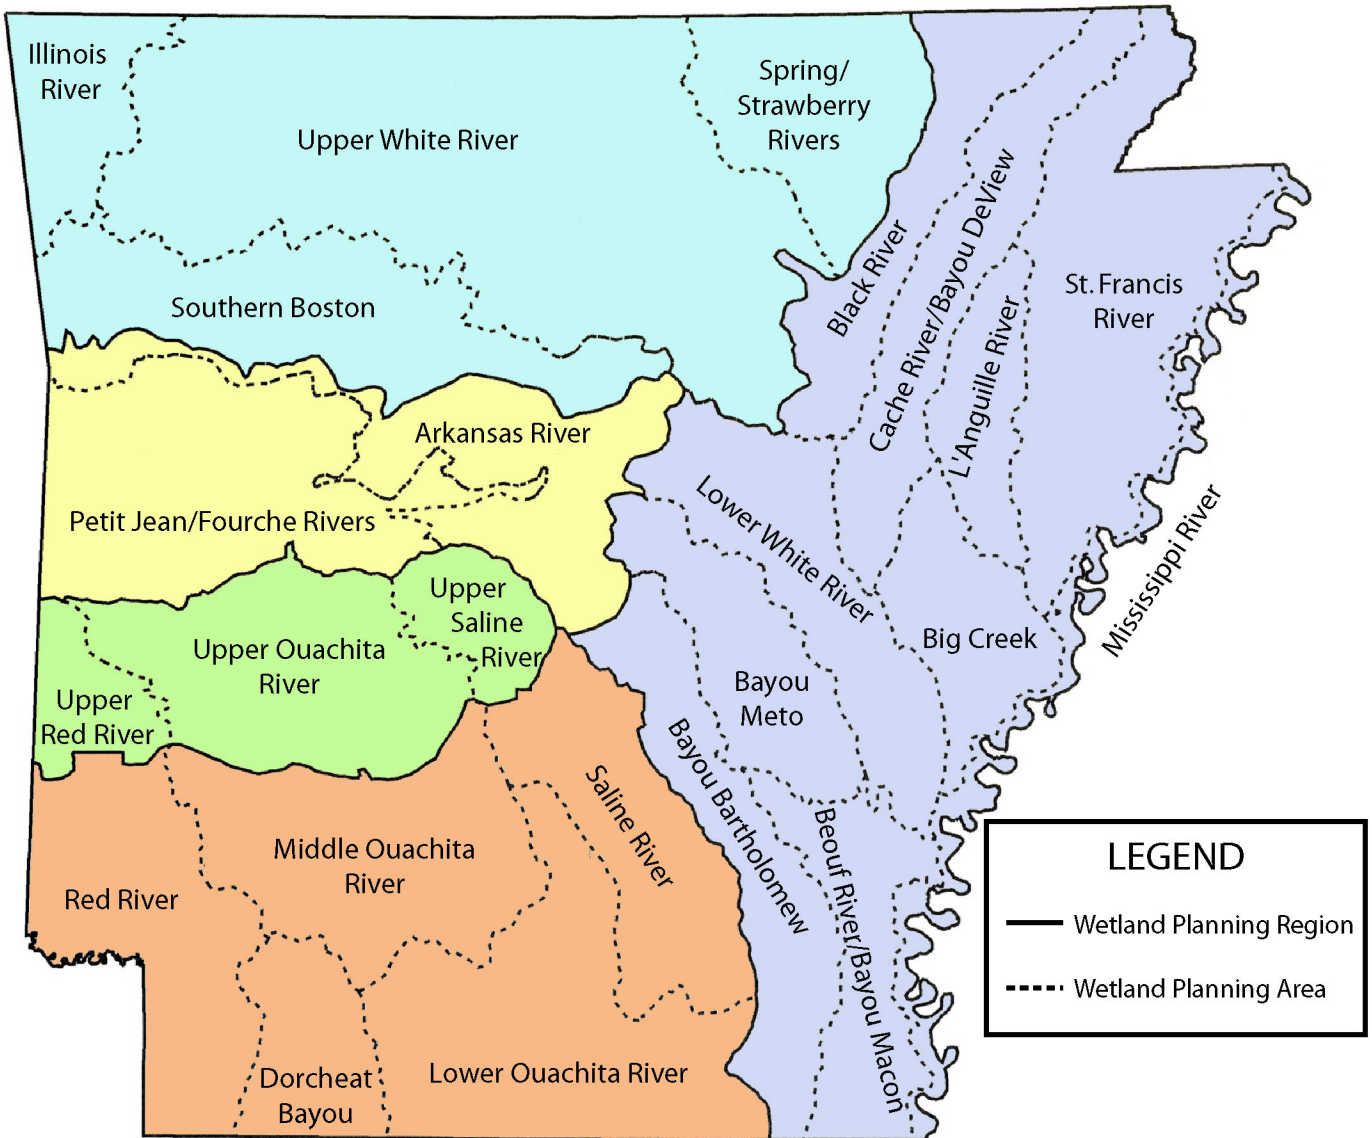 Illinois
River
Upper White River
Spring/
Strawberry
Rivers
Southern Boston
Black River
Cache River/Bayou DeView
L'Anguille River
St. Francis
River
Arkansas River
Petit Jean/Fourche Rivers
Lower White River
Mississippi River
Upper
Saline
River
Upper Ouachita
River
Upper
Red River
Big Creek
Bayou
Meto
Bayou Bartholomew
Saline River
Beouf River/Bayou Macon
Middle Ouachita
River
Red River
Dorcheat
Bayou
Lower Ouachita River
LEGEND
Wetland Planning Region
Wetland Planning Area